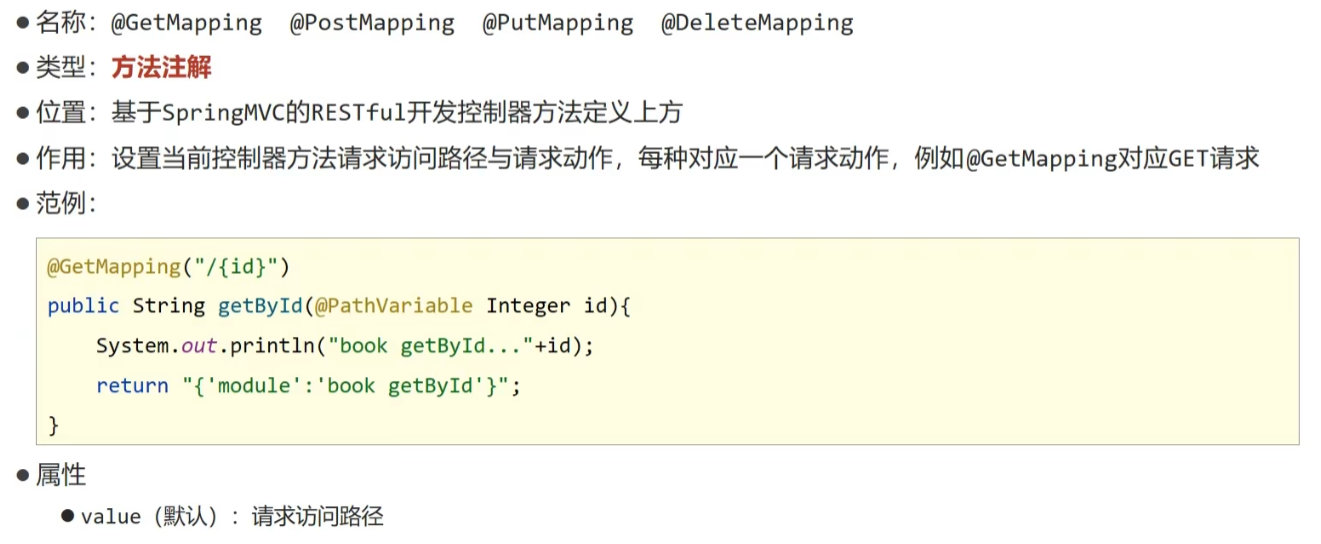 ● 名称：@GetMapping @PostMapping @PutMapping @DeleteMapping
● 类型：方法注解
● 位置：基于SpringMVC的RESTful开发控制器方法定义上方
● 作用：设置当前控制器方法请求访问路径与请求动作，每种对应一个请求动作，例如@GetMapping对应GET请求
● 范例：
@GetMapping("/{id}")
public String getById(@PathVariable Integer id){
    System.out.println("book getById..."+id);
    return "{'module':'book getById'}";
}
● 属性
● value（默认）：请求访问路径